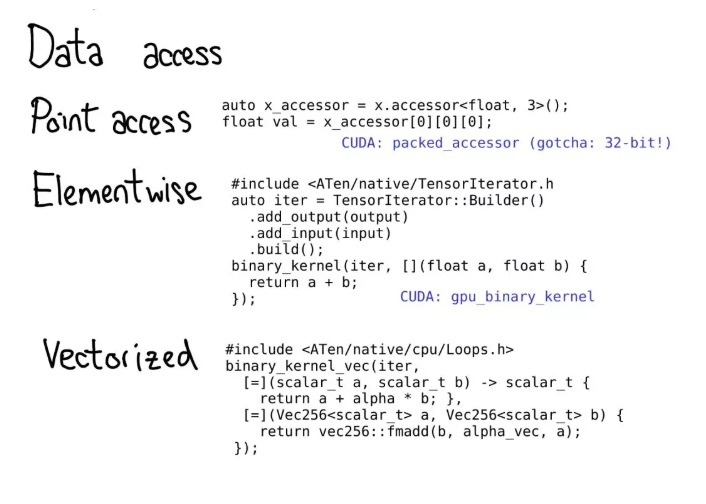 Data access
Point access
auto x_accessor = x.accessor<float, 3>();
float val = x_accessor[0][0][0];
CUDA: packed_accessor (gotcha: 32-bit!)
Elementwise
#include <ATen/native/TensorIterator.h
auto iter = TensorIterator::Builder()
  .add_output(output)
  .add_input(input)
  .build();
binary_kernel(iter, [](float a, float b) {
  return a + b;
});
CUDA: gpu_binary_kernel
Vectorized
#include <ATen/native/cpu/Loops.h>
binary_kernel_vec(iter,
  [=](scalar_t a, scalar_t b) -> scalar_t {
    return a + alpha * b; },
  [=](Vec256<scalar_t> a, Vec256<scalar_t> b) {
    return vec256::fmadd(b, alpha_vec, a);
 });